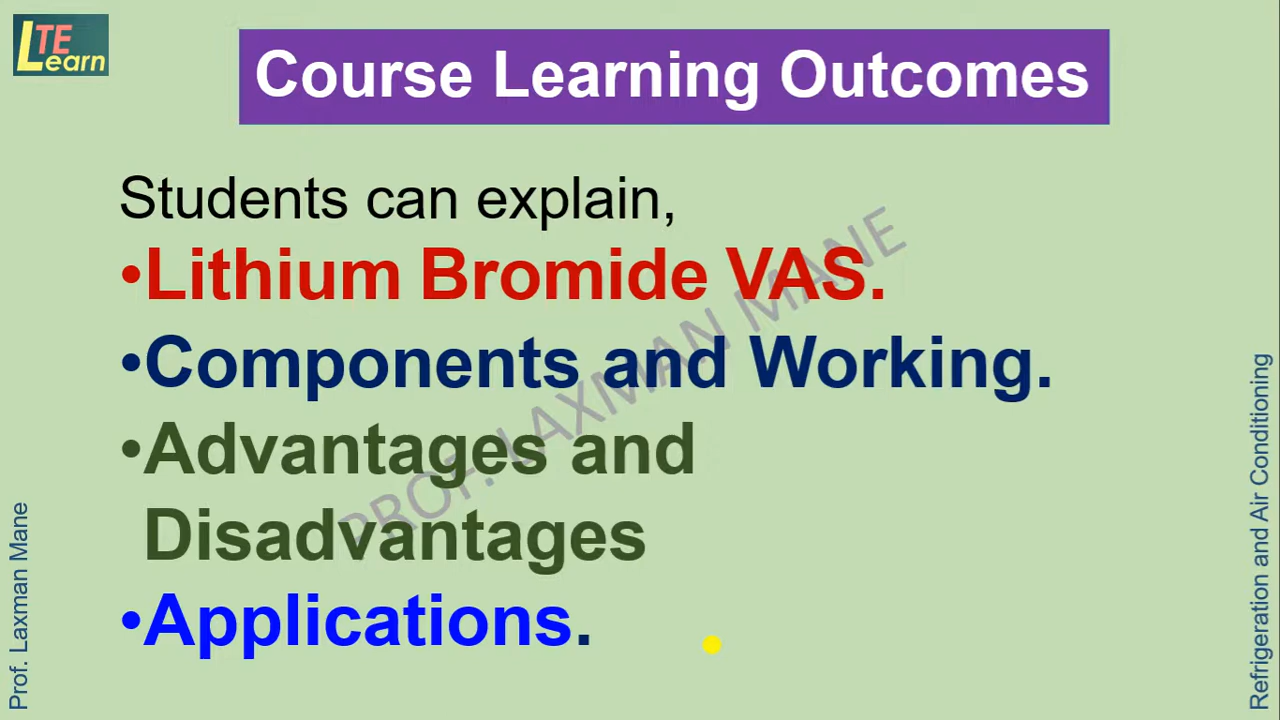 LTE Learn
Course Learning Outcomes
Students can explain,
•Lithium Bromide VAS.
•Components and Working.
•Advantages and
Disadvantages
•Applications.
PROF. LAXMAN MANE
Prof. Laxman Mane
Refrigeration and Air Conditioning